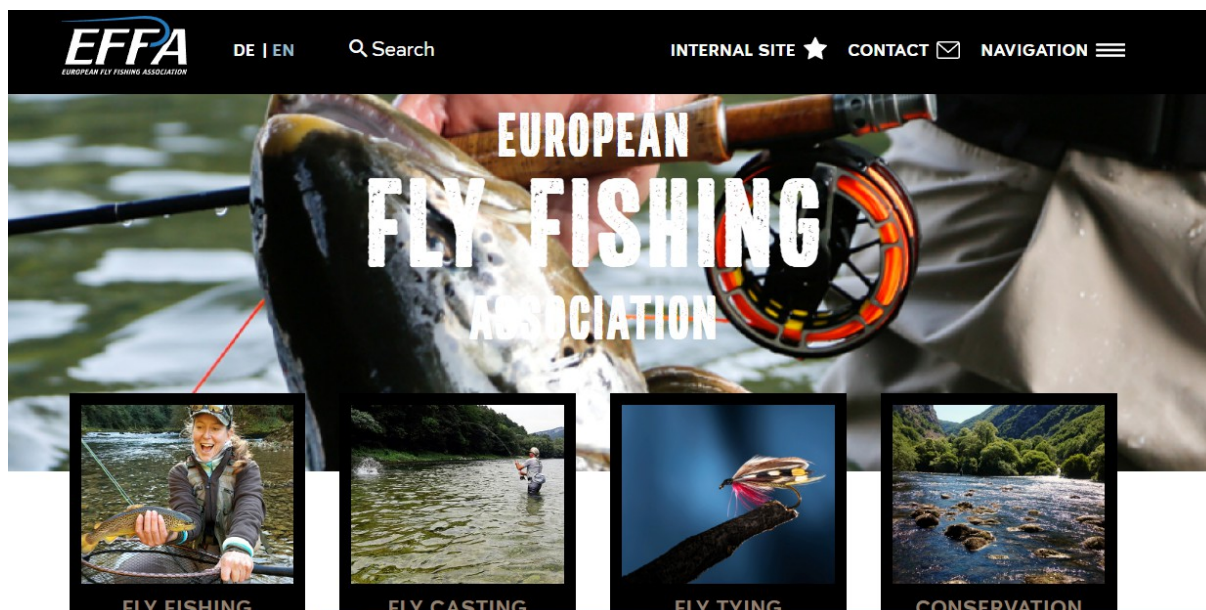 EFFA
EUROPEAN FLY FISHING ASSOCIATION
DE | EN
Search
INTERNAL SITE
CONTACT
NAVIGATION
EUROPEAN
FLY FISHING
ASSOCIATION
FLY FISHING
FLY CASTING
FLY TYING
CONSERVATION